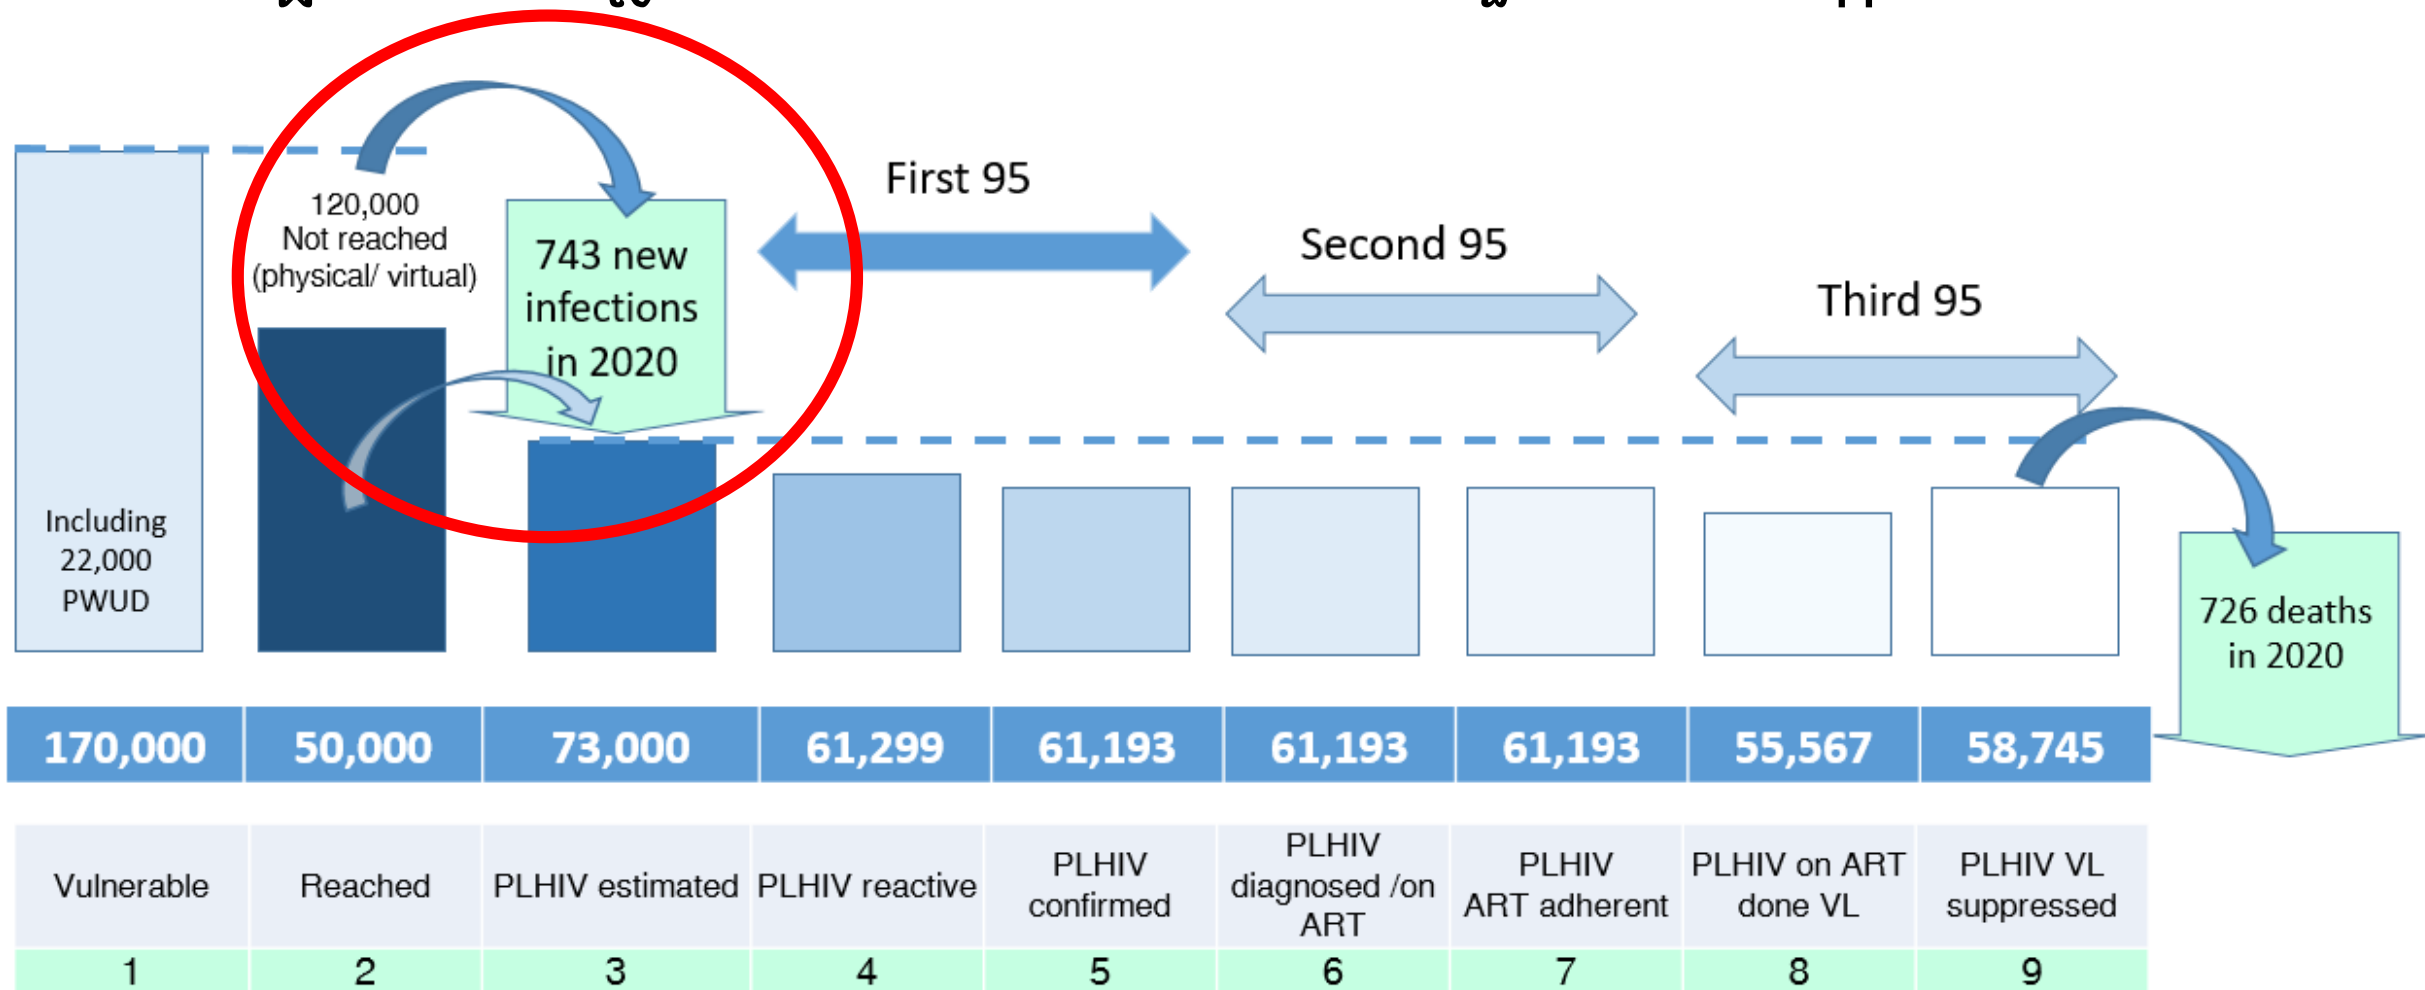 120,000
Not reached
(physical/ virtual)
743 new
infections
in 2020
First 95
Second 95
Third 95
Including
22,000
PWUD
726 deaths
in 2020
170,000 50,000 73,000 61,299 61,193 61,193 61,193 55,567 58,745
Vulnerable
Reached
PLHIV estimated
PLHIV reactive
PLHIV
confirmed
PLHIV
diagnosed /on
ART
PLHIV
ART adherent
PLHIV on ART
done VL
PLHIV VL
suppressed
1 2 3 4 5 6 7 8 9